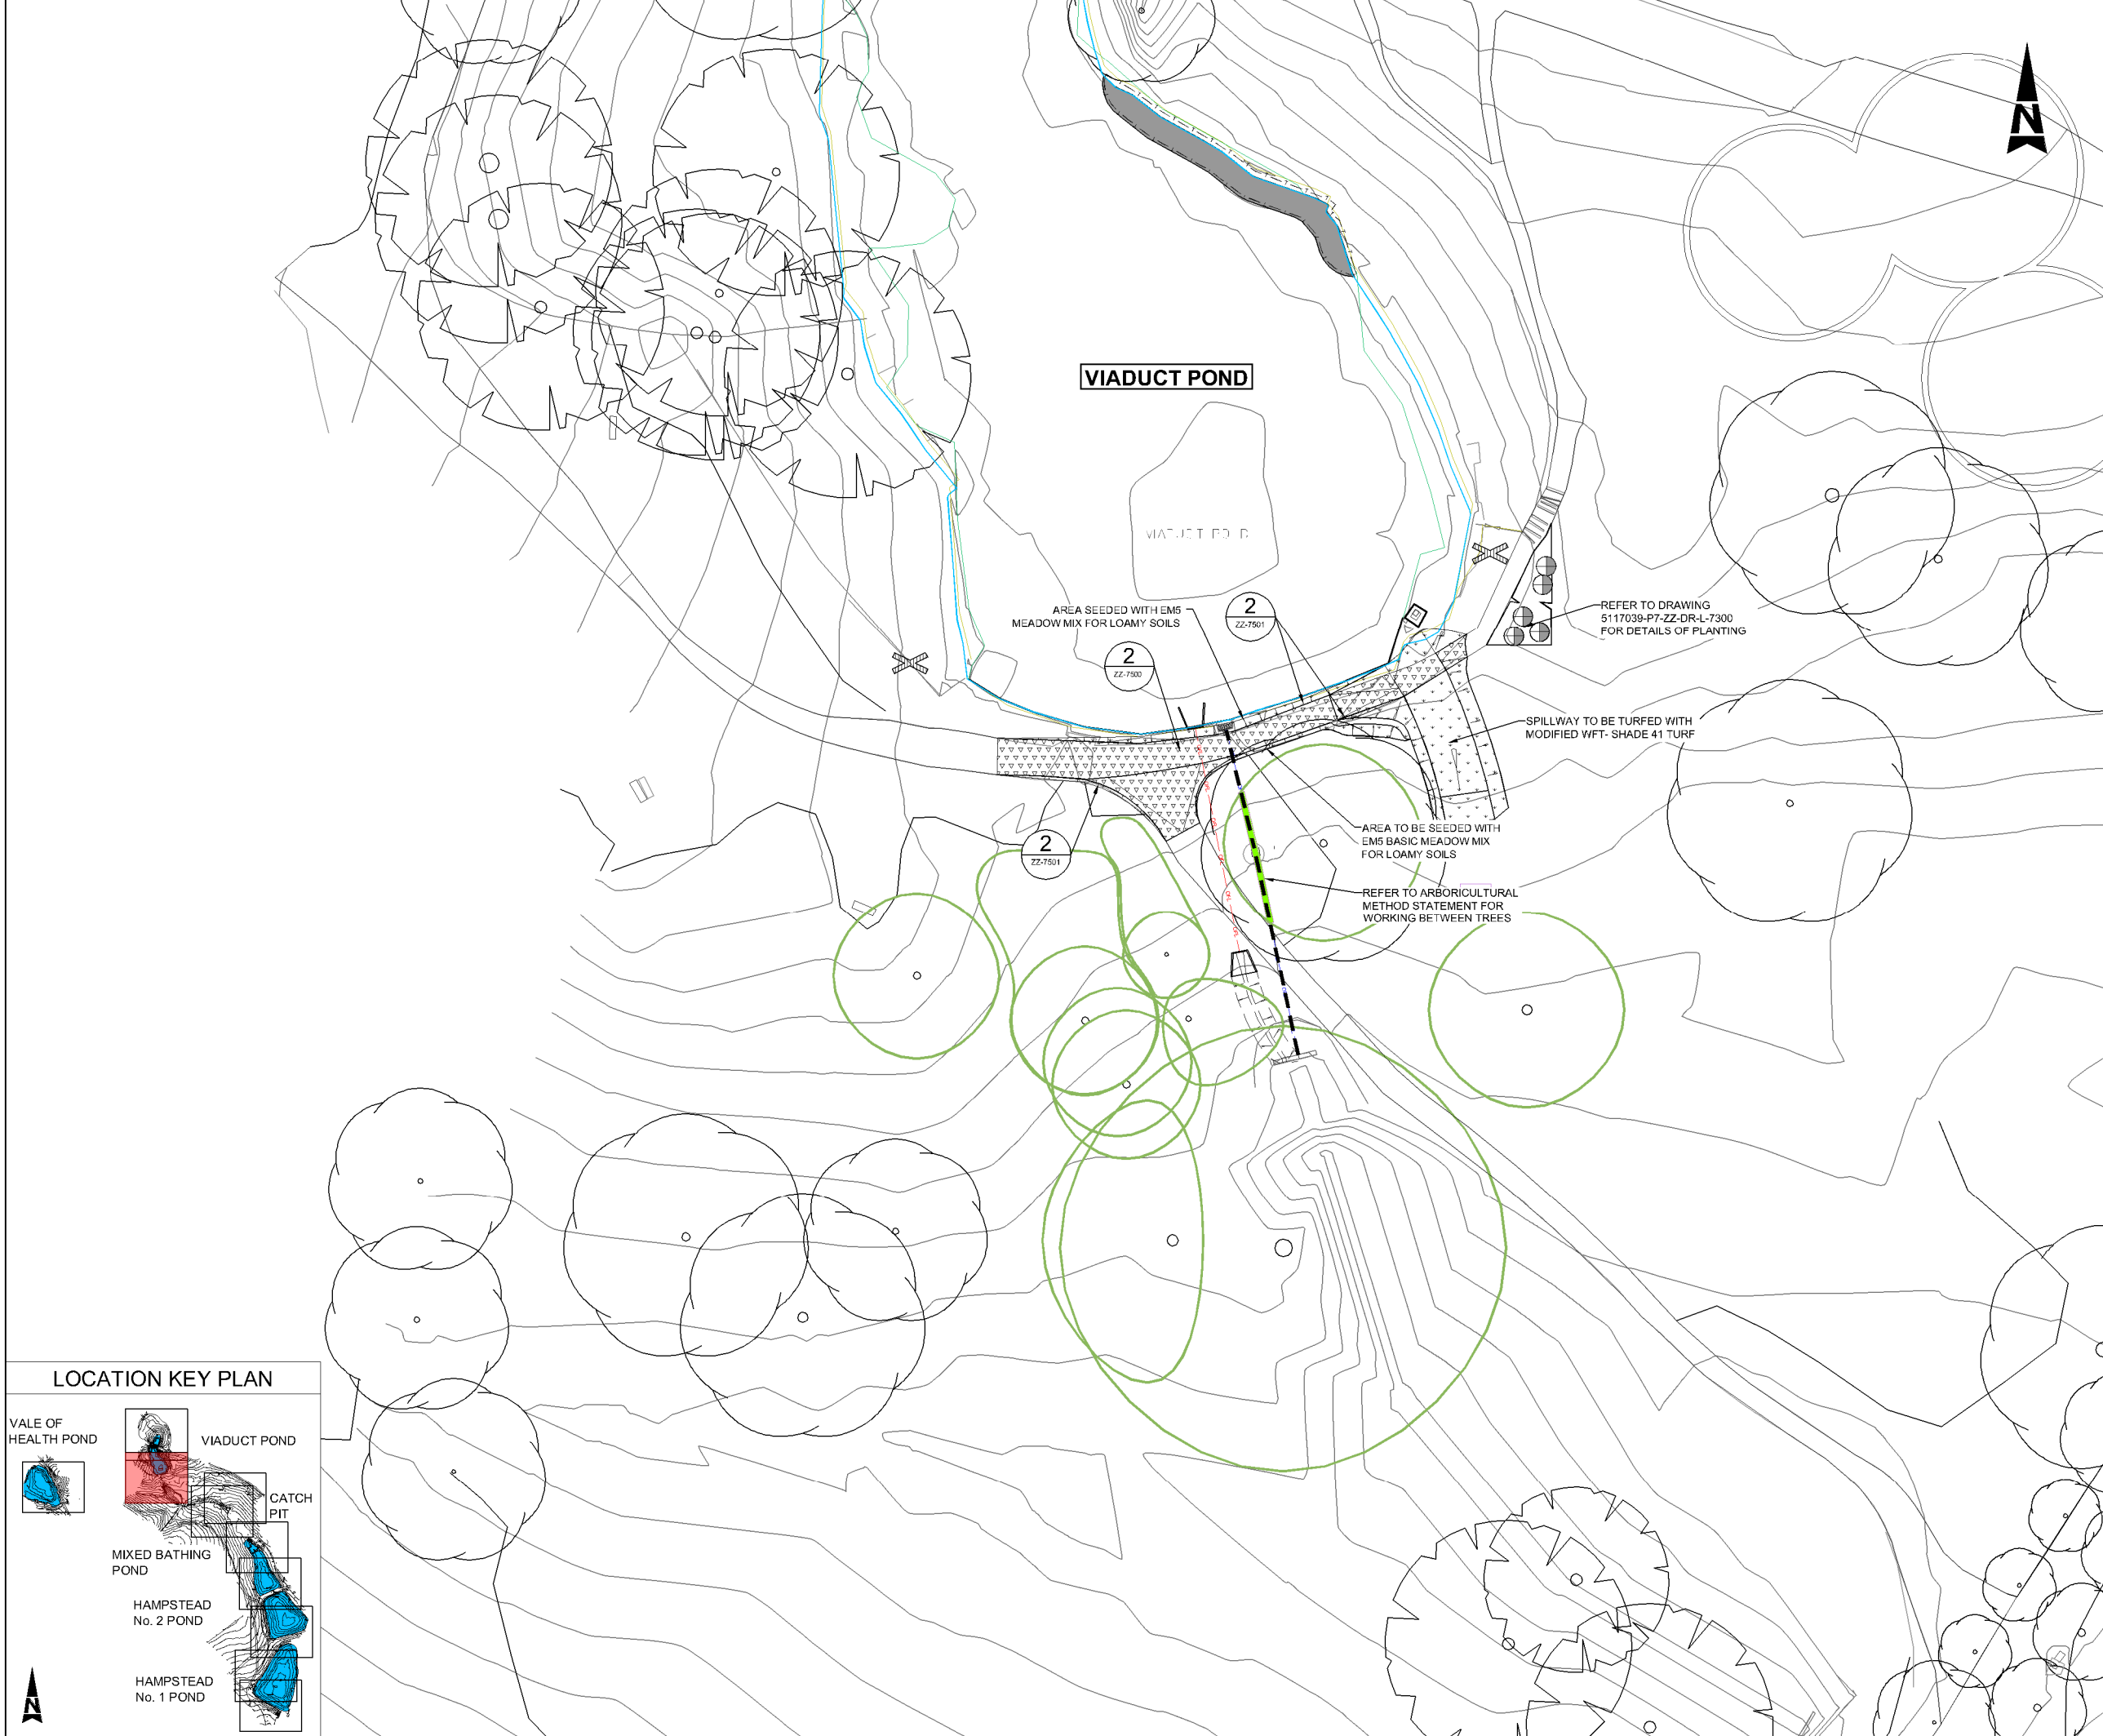 N
VIADUCT POND
AREA SEEDED WITH EM5
MEADOW MIX FOR LOAMY SOILS
2
ZZ-7501
2
ZZ-7500
REFER TO DRAWING
5117039-P7-ZZ-DR-L-7300
FOR DETAILS OF PLANTING
SPILLWAY TO BE TURFED WITH
MODIFIED WFT- SHADE 41 TURF
2
ZZ-7501
AREA TO BE SEEDED WITH
EM5 BASIC MEADOW MIX
FOR LOAMY SOILS
REFER TO ARBORICULTURAL
METHOD STATEMENT FOR
WORKING BETWEEN TREES
LOCATION KEY PLAN
VALE OF
HEALTH POND
VIADUCT POND
CATCH
PIT
MIXED BATHING
POND
HAMPSTEAD
No. 2 POND
HAMPSTEAD
No. 1 POND
N